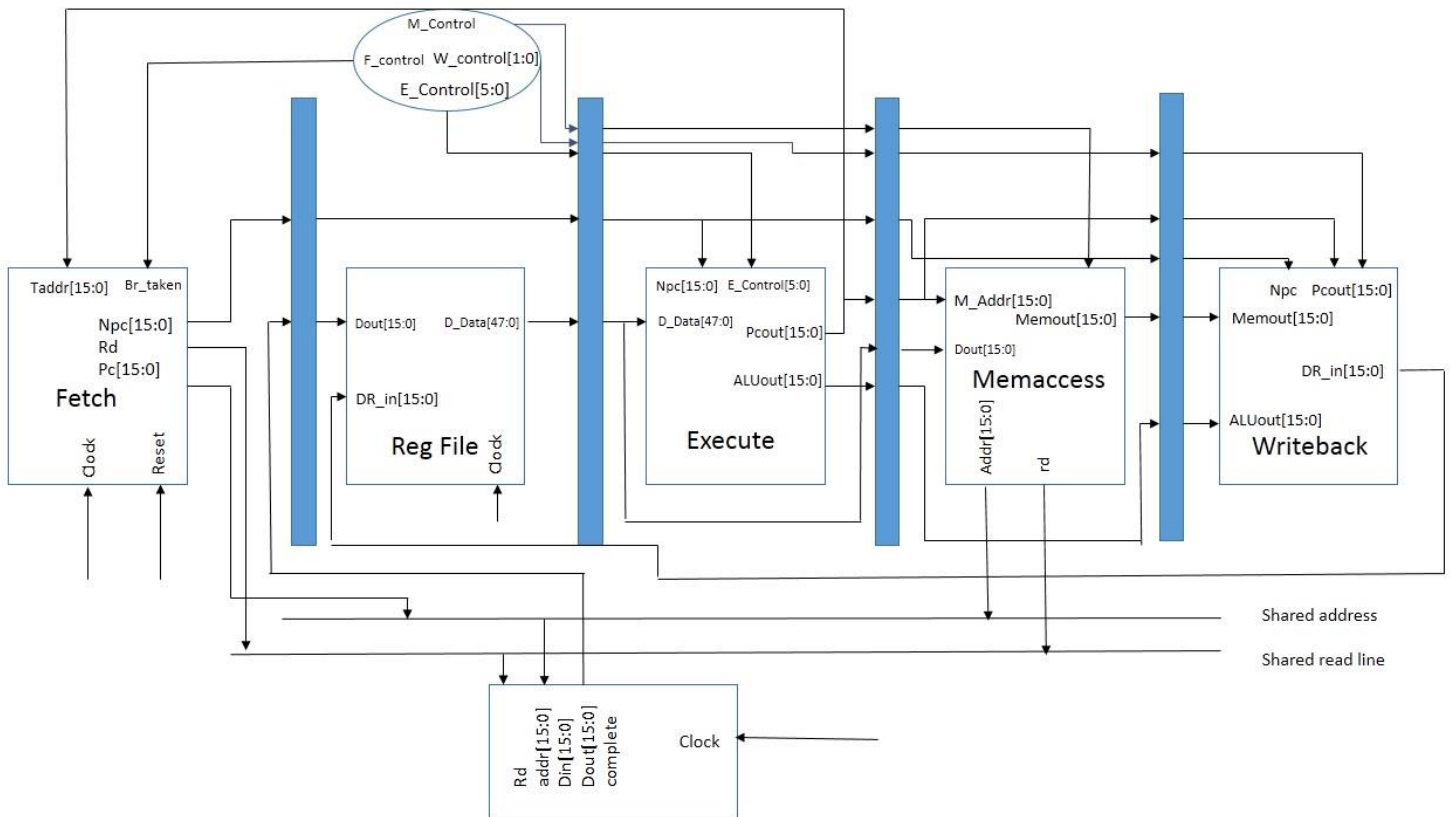 M_Control
F_control
W_control[1:0]
E_Control[5:0]
Taddr[15:0]
Br_taken
Npc[15:0]
Rd
Pc[15:0]
Fetch
Clock
Reset
Dout[15:0]
D_Data[47:0]
DR_in[15:0]
Reg File
Clock
Npc[15:0]
E_Control[5:0]
D_Data[47:0]
Pcout[15:0]
ALUout[15:0]
Execute
M_Addr[15:0]
Memout[15:0]
Dout[15:0]
Memaccess
Addr[15:0]
rd
Npc
Pcout[15:0]
Memout[15:0]
DR_in[15:0]
ALUout[15:0]
Writeback
Shared address
Shared read line
Rd
addr[15:0]
Din[15:0]
Dout[15:0]
complete
Clock